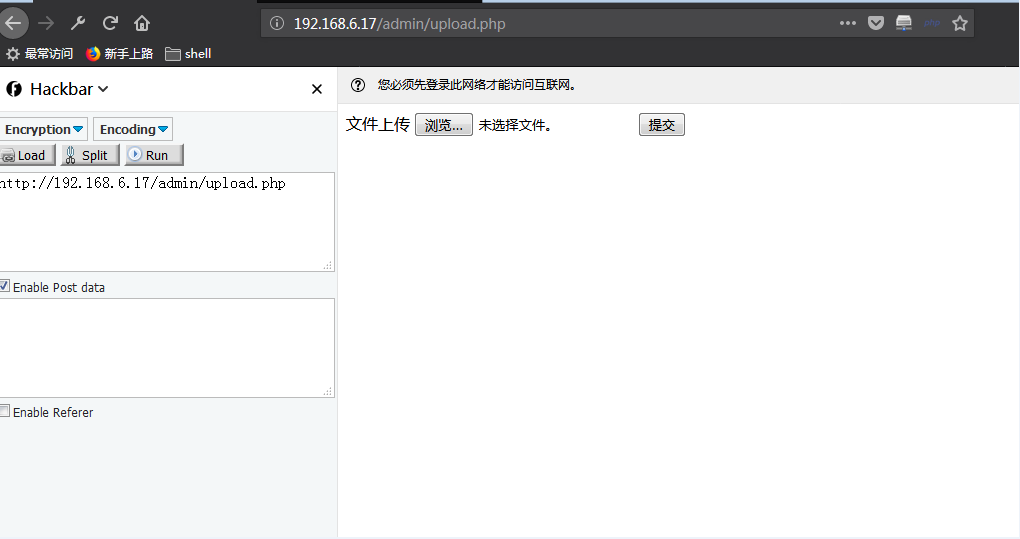 192.168.6.17/admin/upload.php
最常访问 新手上路 shell
Hackbar
您必须先登录此网络才能访问互联网。
Encryption Encoding
文件上传 浏览... 未选择文件。 提交
Load Split Run
http://192.168.6.17/admin/upload.php
Enable Post data
Enable Referer